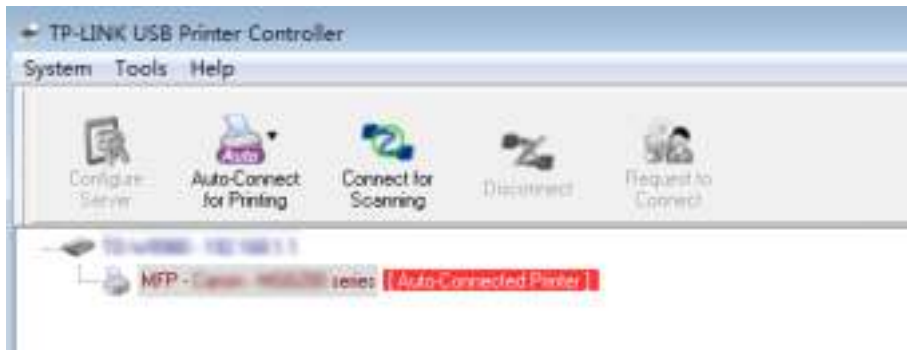 TP-LINK USB Printer Controller
System Tools Help
Configure Server
Auto
Auto-Connect for Printing
Connect for Scanning
Disconnect
Request to Connect
MFP - series [ Auto-Connected Printer ]